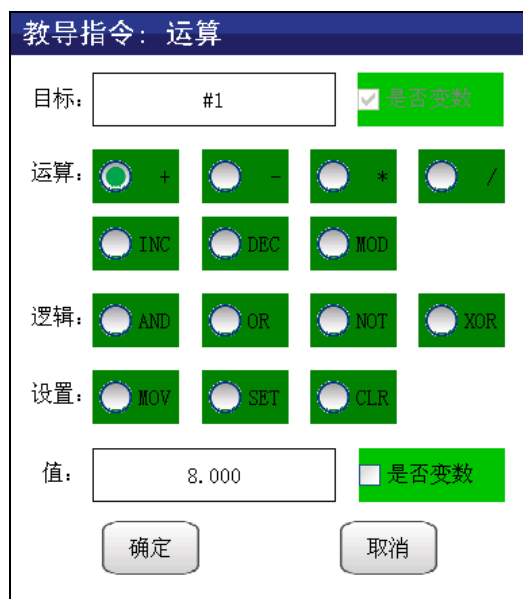 教导指令: 运算
目标: #1 是否变数
运算: + - * /
INC DEC MOD
逻辑: AND OR NOT XOR
设置: MOV SET CLR
值: 8.000 是否变数
确定 取消